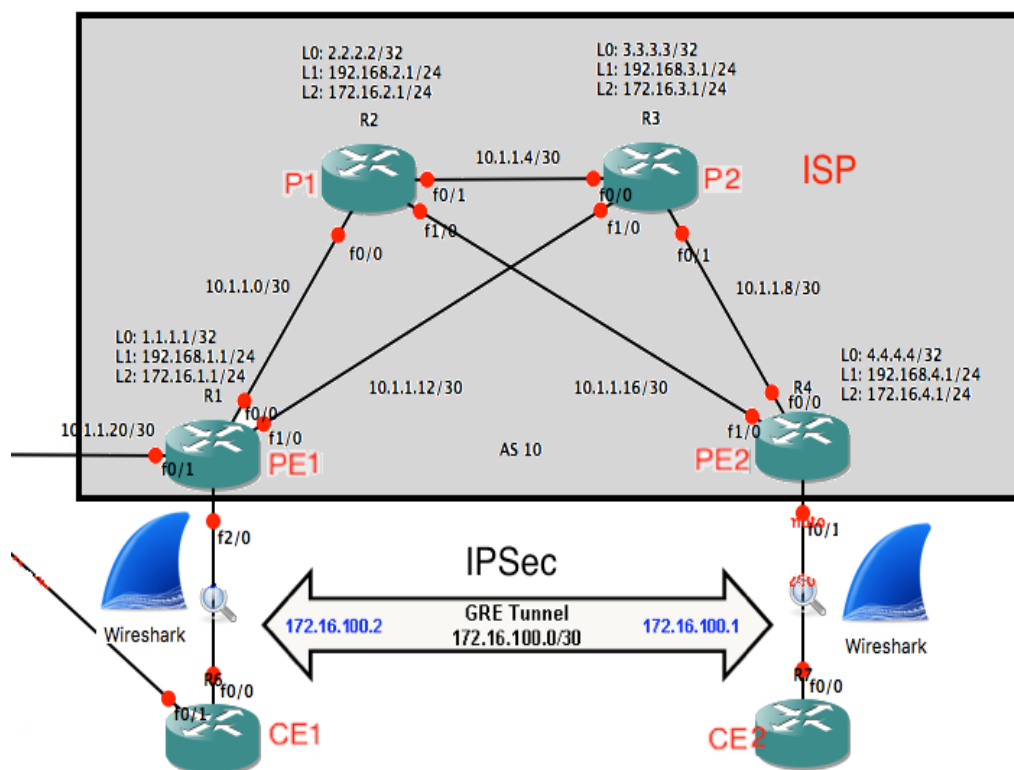 L0: 2.2.2.2/32
L1: 192.168.2.1/24
L2: 172.16.2.1/24
R2
L0: 3.3.3.3/32
L1: 192.168.3.1/24
L2: 172.16.3.1/24
R3
10.1.1.4/30
P1
f0/1
f0/0
P2
ISP
f1/0
f1/0
f0/0
f0/1
10.1.1.0/30
10.1.1.8/30
L0: 1.1.1.1/32
L1: 192.168.1.1/24
L2: 172.16.1.1/24
R1
L0: 4.4.4.4/32
L1: 192.168.4.1/24
L2: 172.16.4.1/24
R4
f0/0
10.1.1.12/30
10.1.1.16/30
f0/0
f1/0
f1/0
10.1.1.20/30
f0/1
PE1
AS 10
PE2
f2/0
f0/1
IPSec
GRE Tunnel
172.16.100.2
172.16.100.0/30
172.16.100.1
Wireshark
Wireshark
R6
f0/0
f0/1
CE1
R7
f0/0
CE2